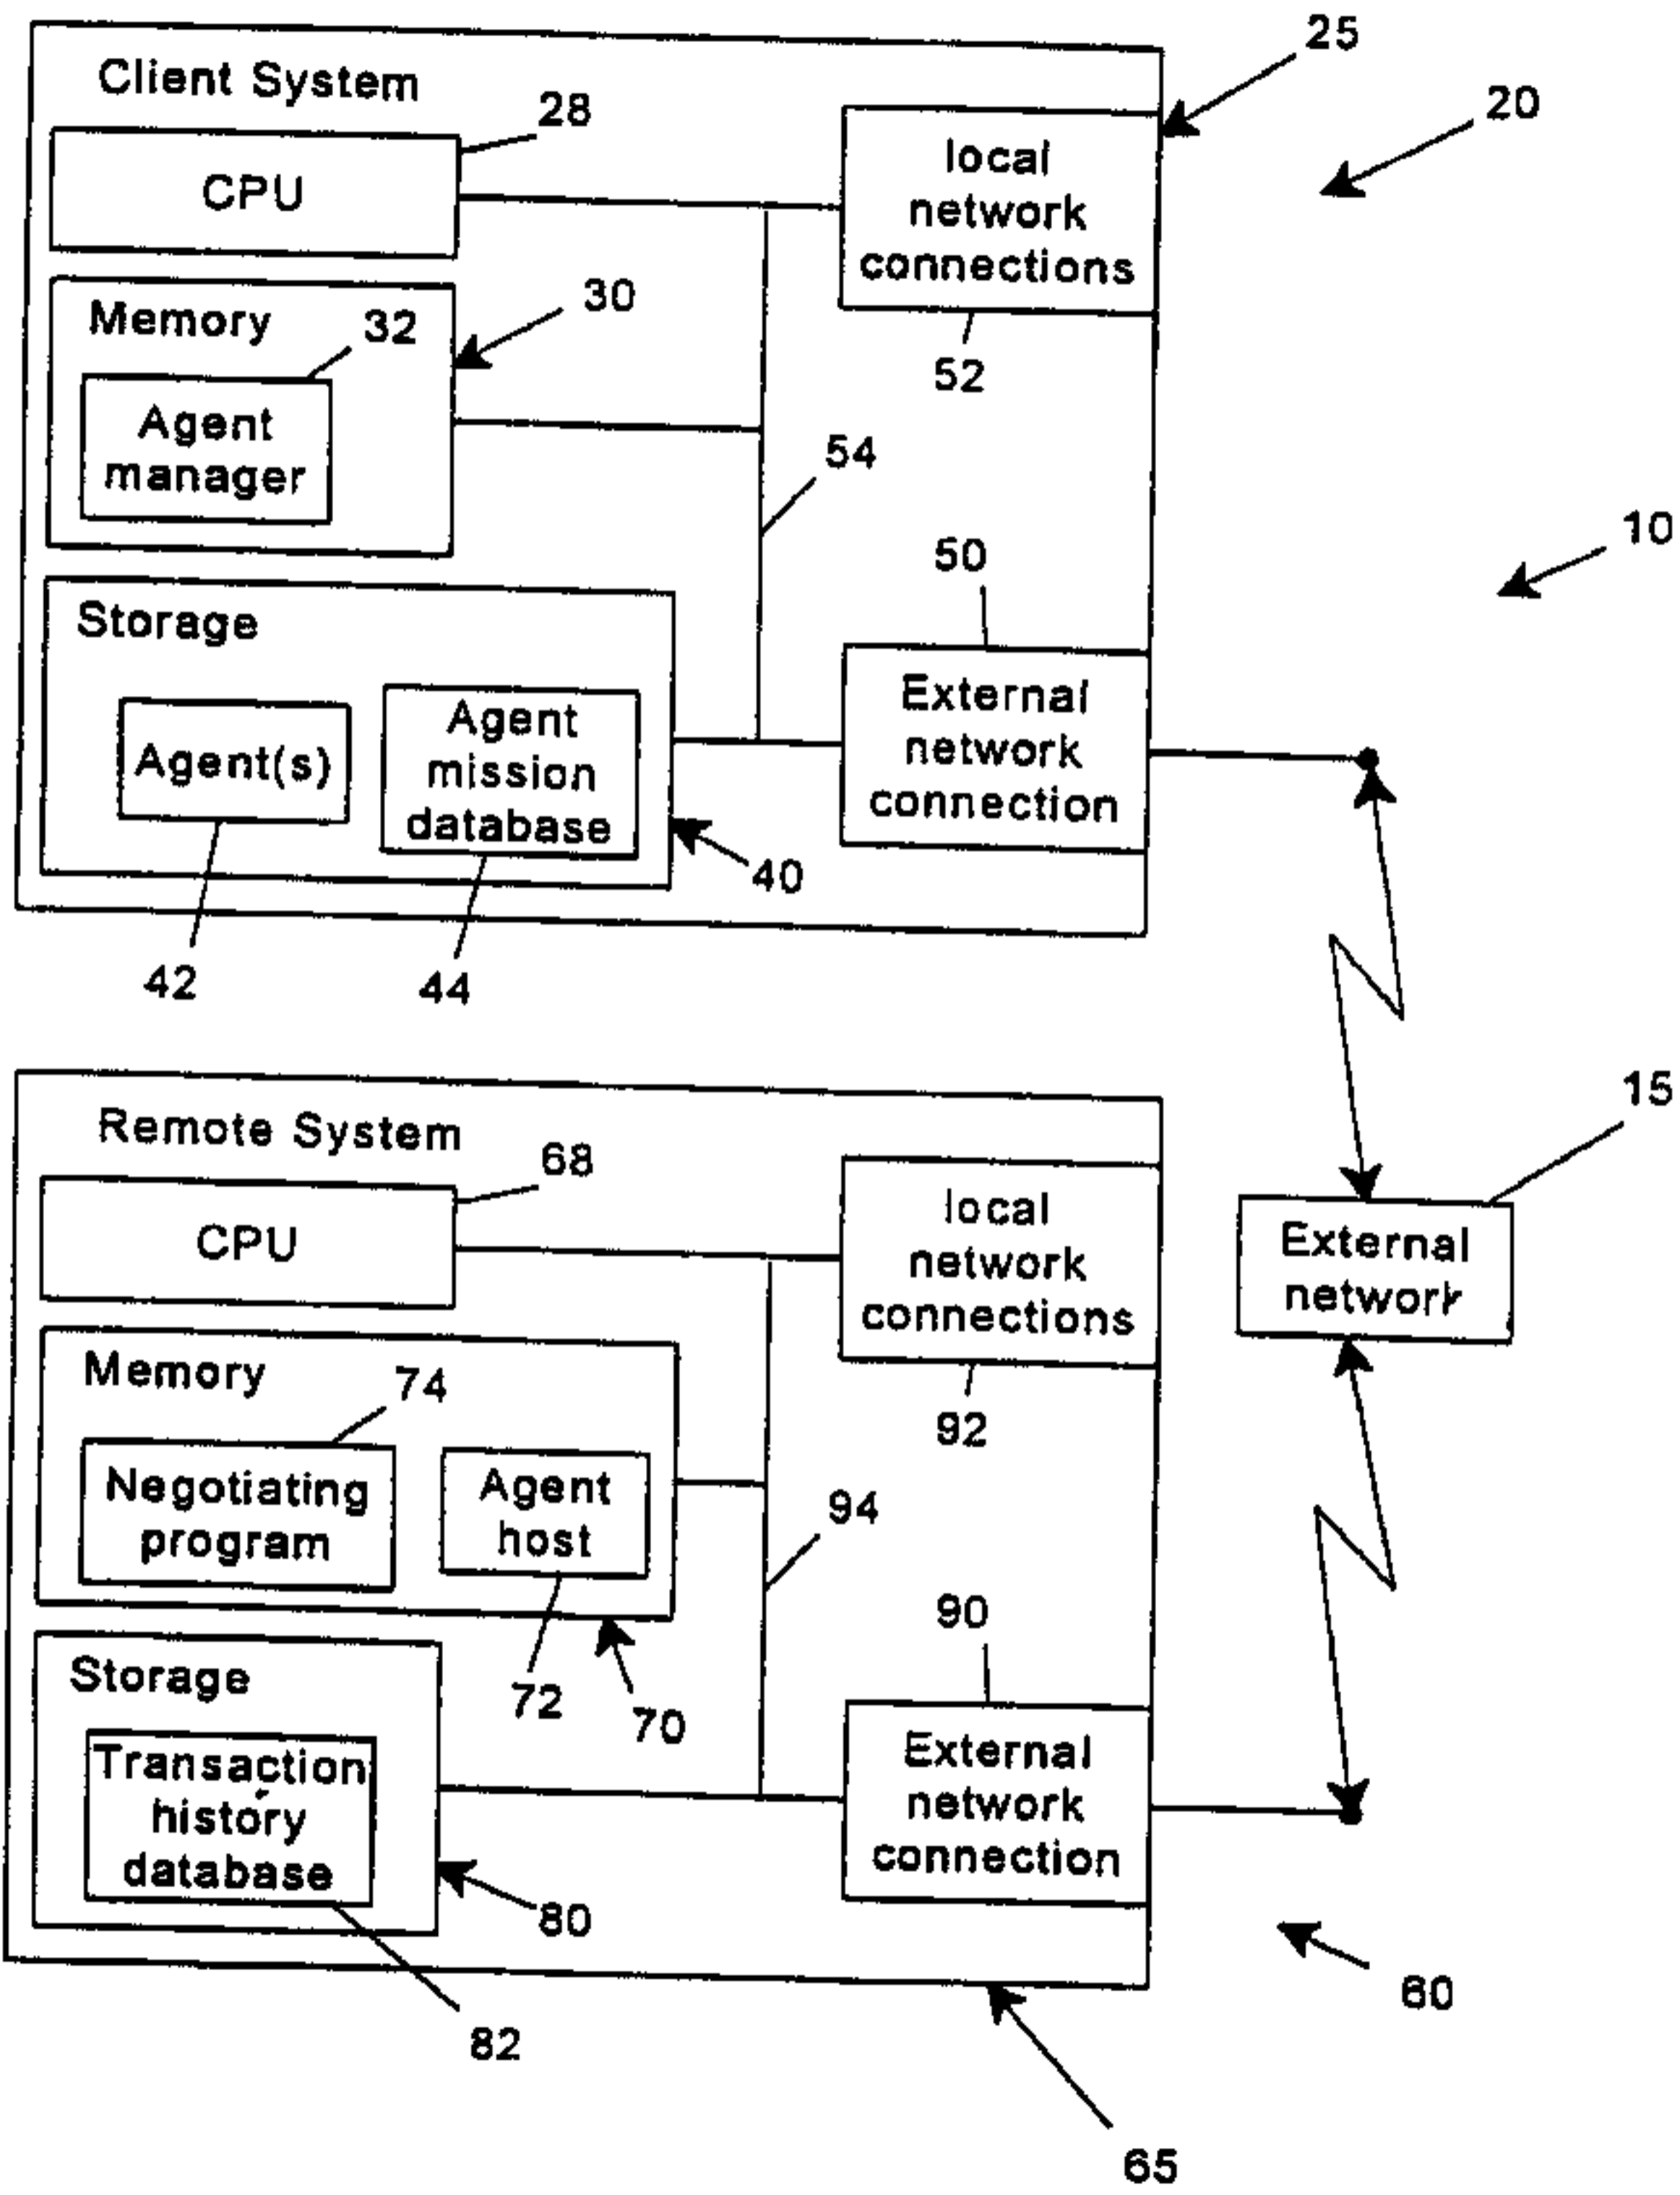 25
Client System
20
28
CPU
local
network
connections
30
Memory
32
52
Agent
manager
54
10
50
Storage
External
network
connection
Agent(s)
Agent
mission
database
40
42
44
15
Remote System
68
CPU
local
network
connections
External
network
Memory
74
92
Negotiating
program
Agent
host
94
90
Storage
72
70
Transaction
history
database
External
network
connection
80
60
82
65